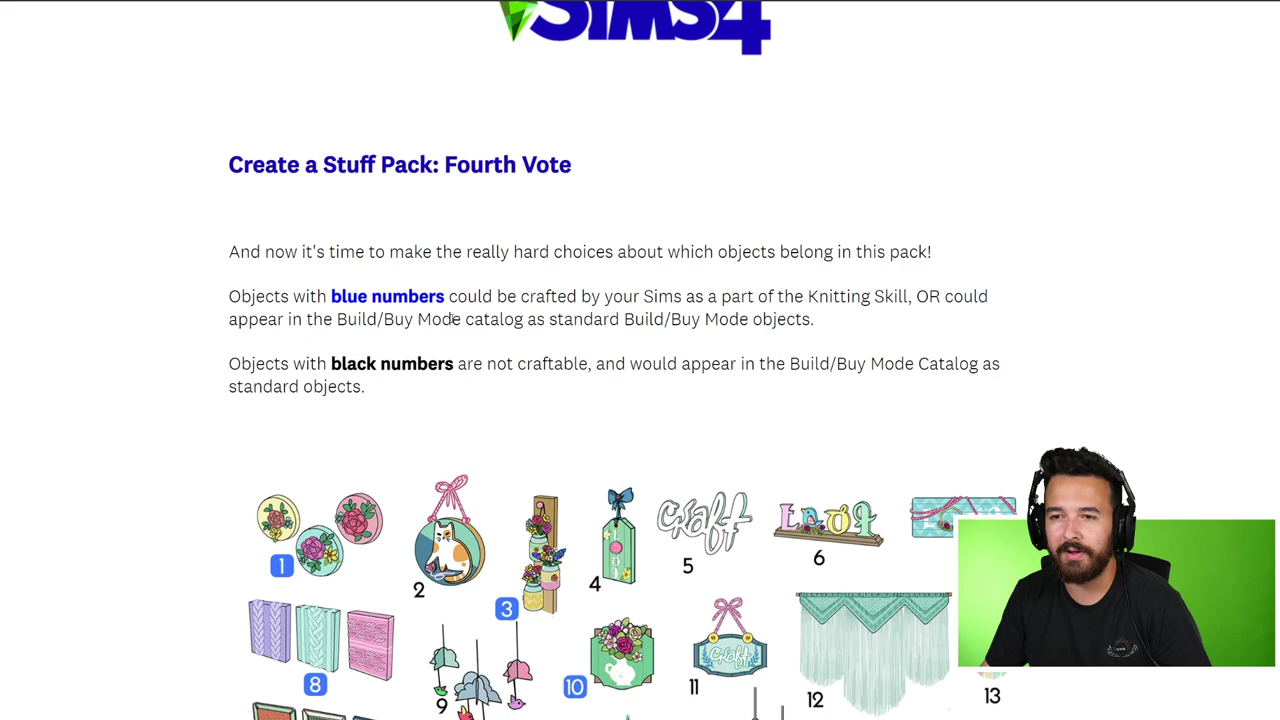 SIMS4
Create a Stuff Pack: Fourth Vote
And now it's time to make the really hard choices about which objects belong in this pack!
Objects with blue numbers could be crafted by your Sims as a part of the Knitting Skill, OR could
appear in the Build/Buy Mode catalog as standard Build/Buy Mode objects.
Objects with black numbers are not craftable, and would appear in the Build/Buy Mode Catalog as
standard objects.
craft
1
2
3
4
5
6
8
9
10
craft
11
12
13